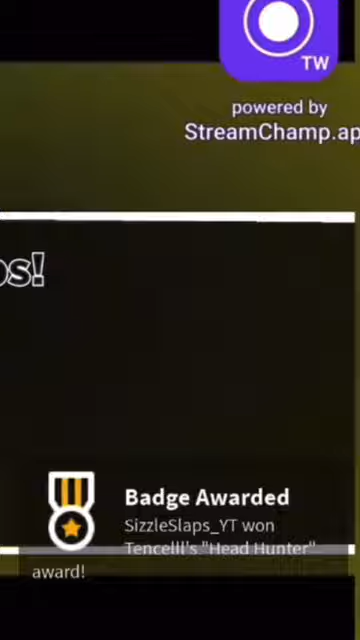 TW
powered by
StreamChamp.ap
os!
Badge Awarded
SizzleSlaps_YT won
Tencelll's "Head Hunter"
award!